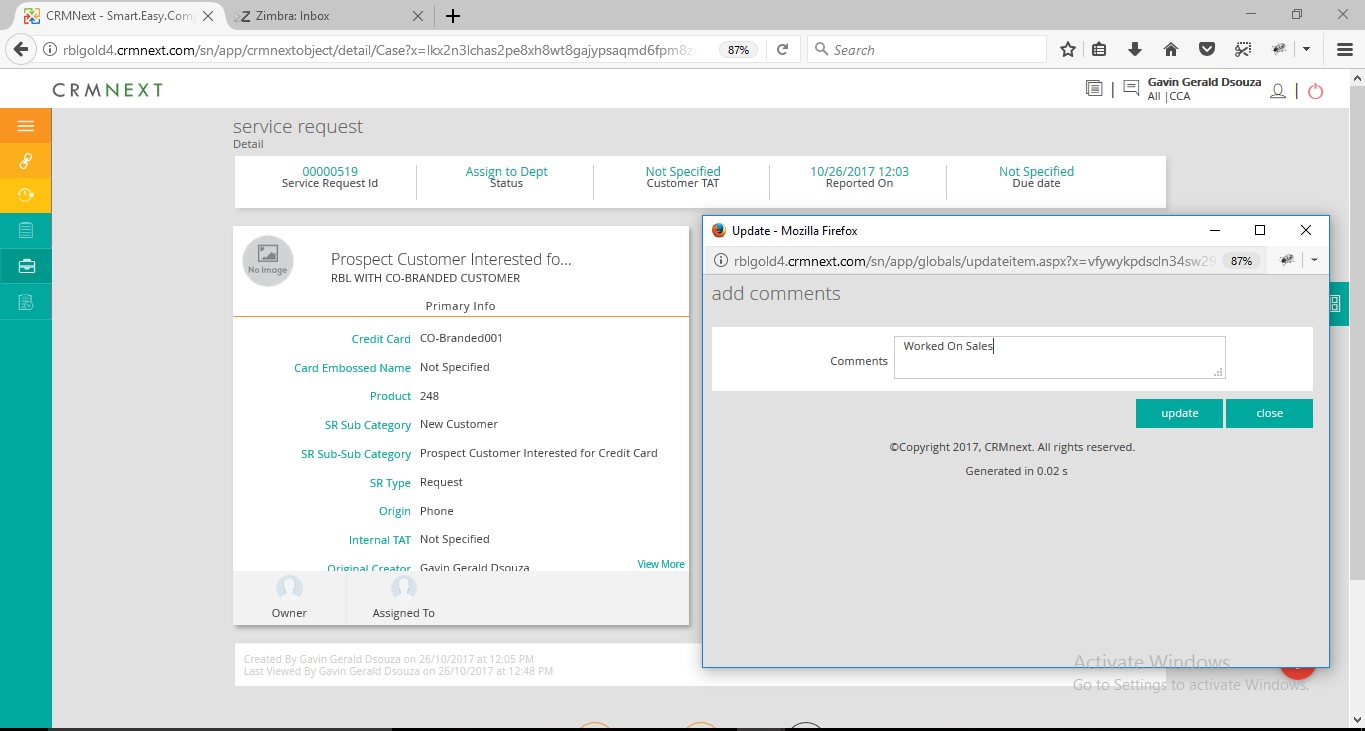 CRMNext - Smart.Easy.Com
Zimbra: Inbox
rblgold4.crmnext.com/sn/app/crmnextobject/detail/Case?x=lkx2n3lchas2pe8xh8wt8gajypsaqmd6fpm8z
87%
Search
CRMNEXT
Gavin Gerald Dsouza
All |CCA
service request
Detail
00000519
Service Request Id
Assign to Dept
Status
Not Specified
Customer TAT
10/26/2017 12:03
Reported On
Not Specified
Due date
No Image
Prospect Customer Interested fo...
RBL WITH CO-BRANDED CUSTOMER
Primary Info
Credit Card CO-Branded001
Card Embossed Name Not Specified
Product 248
SR Sub Category New Customer
SR Sub-Sub Category Prospect Customer Interested for Credit Card
SR Type Request
Origin Phone
Internal TAT Not Specified
Original Creator Gavin Gerald Dsouza
View More
Owner
Assigned To
Created By Gavin Gerald Dsouza on 26/10/2017 at 12:05 PM
Last Viewed By Gavin Gerald Dsouza on 26/10/2017 at 12:48 PM
Update - Mozilla Firefox
rblgold4.crmnext.com/sn/app/globals/updateitem.aspx?x=vfywykpdscln34sw29
87%
add comments
Comments
Worked On Sales
update
close
©Copyright 2017, CRMnext. All rights reserved.
Generated in 0.02 s
Activate Windows
Go to Settings to activate Windows.